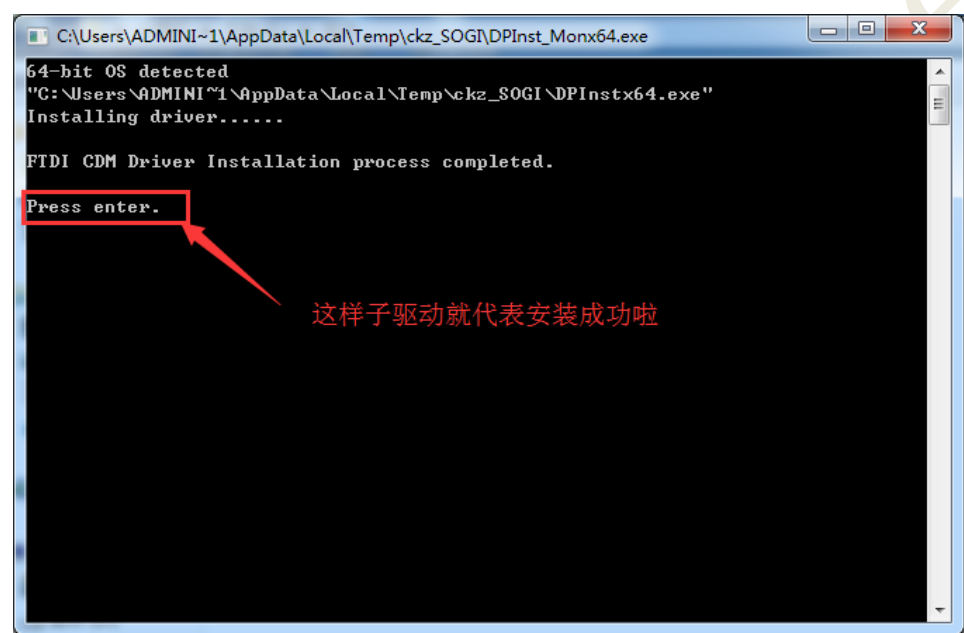 C:\Users\ADMINI~1\AppData\Local\Temp\ckz_SOGI\DPInst_Monx64.exe
64-bit OS detected
"C:\Users\ADMINI~1\AppData\Local\Temp\ckz_SOGI\DPInstx64.exe"
Installing driver......
FTDI CDM Driver Installation process completed.
Press enter.
这样子驱动就代表安装成功啦